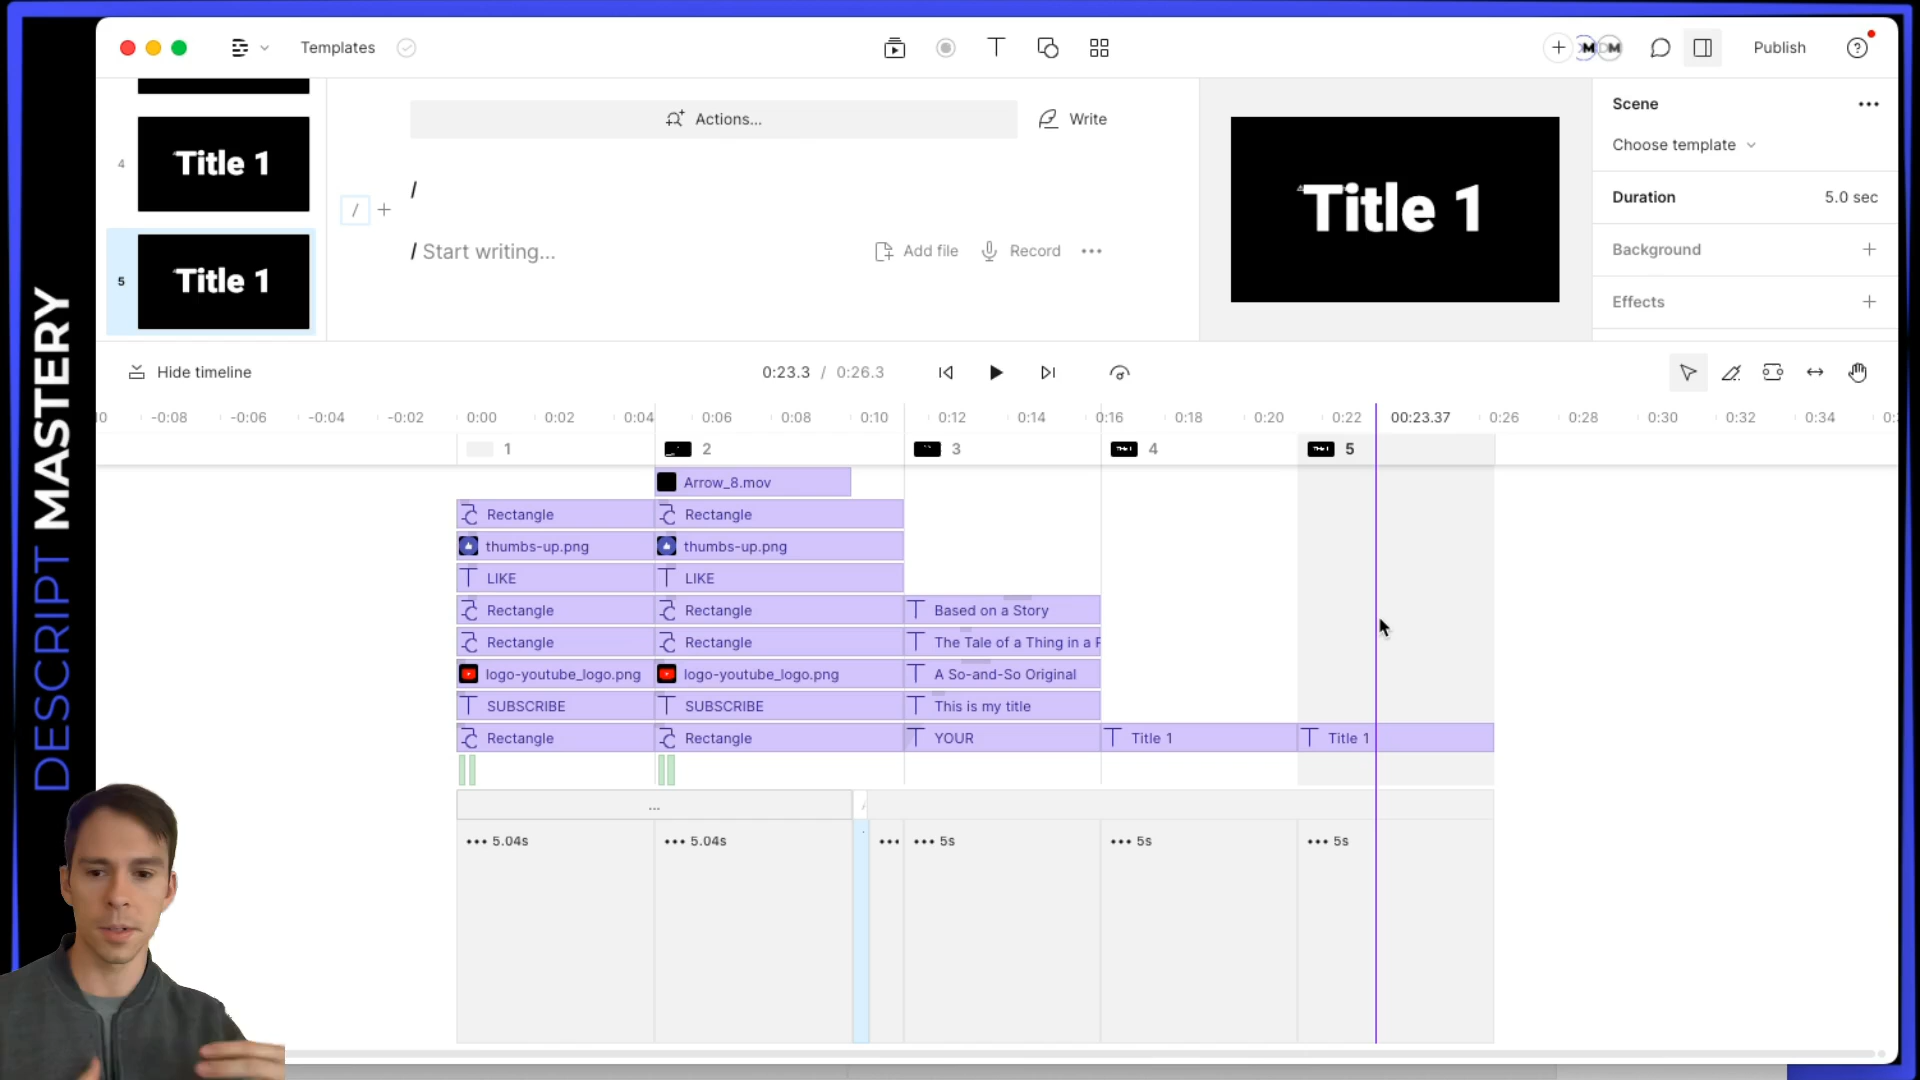 DESCRIPT MASTERY
Templates
Publish
4
Title 1
5
Title 1
Actions...
Write
/
/ +
/ Start writing...
Add file
Record
Title 1
Scene
Choose template
Duration
5.0 sec
Background
Effects
Hide timeline
0:23.3 / 0:26.3
-0:08 -0:06 -0:04 -0:02 0:00 0:02 0:04 0:06 0:08 0:10 0:12 0:14 0:16 0:18 0:20 0:22 00:23.37 0:26 0:28 0:30 0:32 0:34
1 2 3 4 5
Arrow_8.mov
Rectangle Rectangle
thumbs-up.png thumbs-up.png
LIKE LIKE
Rectangle Rectangle Based on a Story
Rectangle Rectangle The Tale of a Thing in a
logo-youtube_logo.png logo-youtube_logo.png A So-and-So Original
SUBSCRIBE SUBSCRIBE This is my title
Rectangle Rectangle YOUR Title 1 Title 1
...
••• 5.04s ••• 5.04s ••• ••• 5s ••• 5s ••• 5s